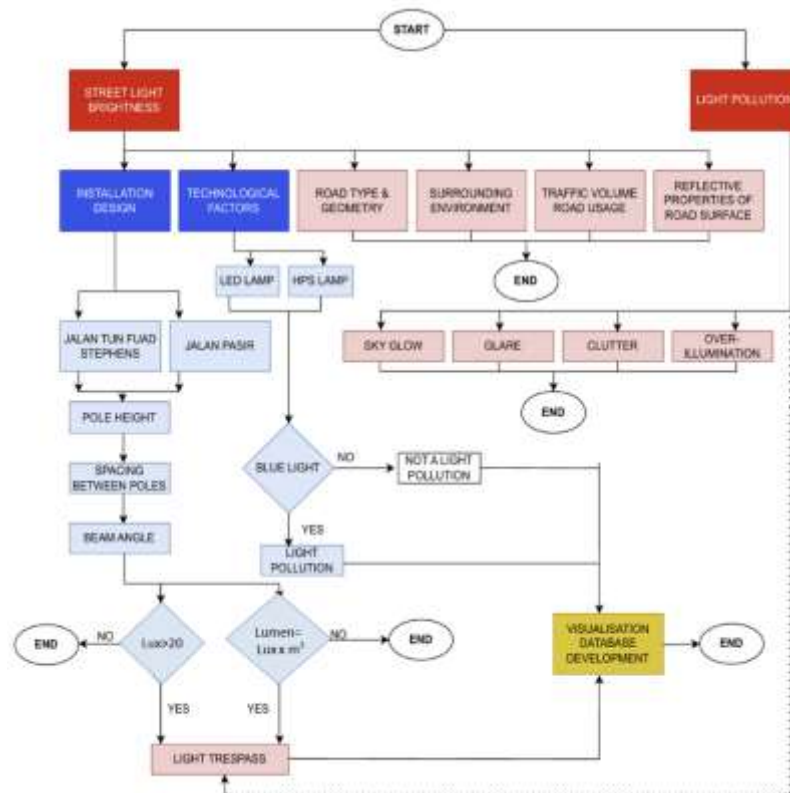 START
STREET LIGHT
BRIGHTNESS
LIGHT POLLUTION
INSTALLATION
DESIGN
TECHNOLOGICAL
FACTORS
ROAD TYPE &
GEOMETRY
SURROUNDING
ENVIRONMENT
TRAFFIC VOLUME
ROAD USAGE
REFLECTIVE
PROPERTIES OF
ROAD SURFACE
END
LED LAMP
HPS LAMP
JALAN TUN FUAD
STEPHENS
JALAN PASIR
SKY GLOW
GLARE
CLUTTER
OVER-
ILLUMINATION
END
POLE HEIGHT
SPACING
BETWEEN POLES
BEAM ANGLE
BLUE LIGHT
NO
NOT A LIGHT
POLLUTION
YES
LIGHT
POLLUTION
END
NO
Lux>20
Lumen=
Lux x m²
NO
END
VISUALISATION
DATABASE
DEVELOPMENT
END
YES
YES
LIGHT TRESPASS